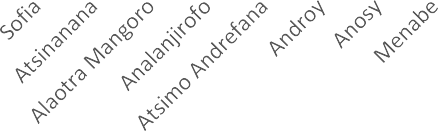 Sofia
Atsinanana
Alaotra Mangoro
Analanjirofo
Atsimo Andrefana
Androy
Anosy
Menabe